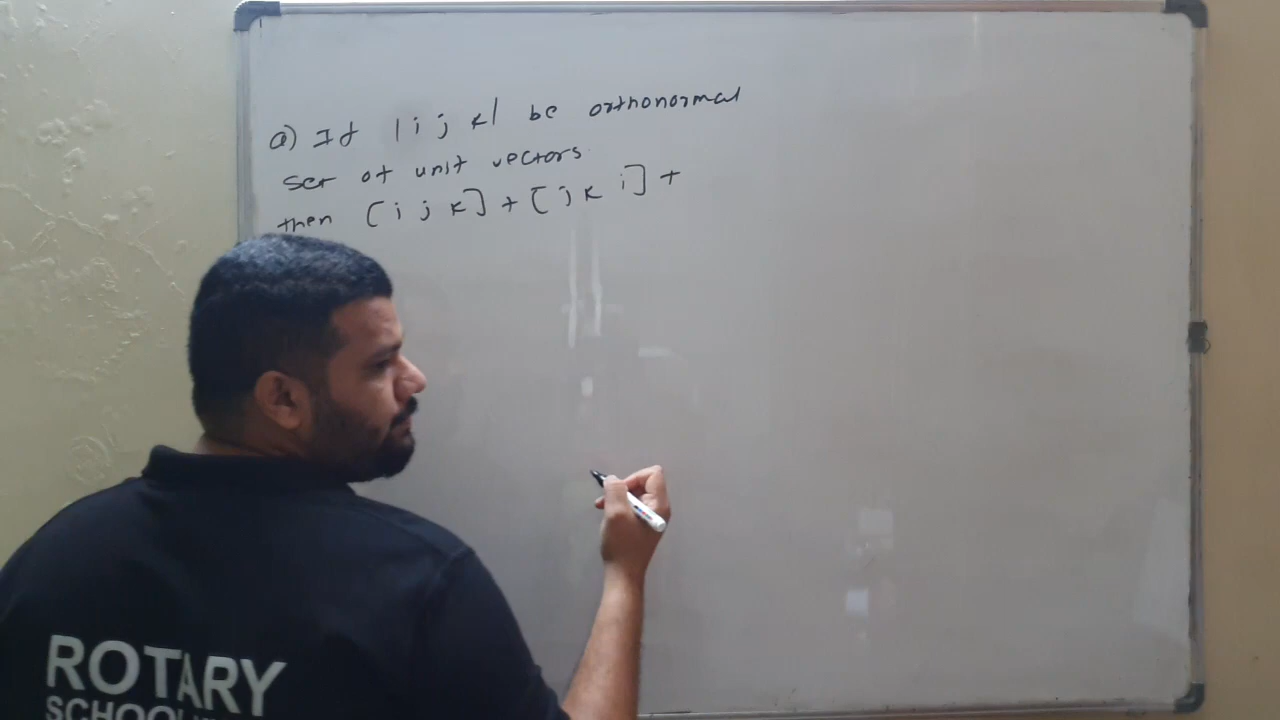 a) If |i j k| be orthonormal
set of unit vectors.
then [i j k] + [j k i] +
ROTARY